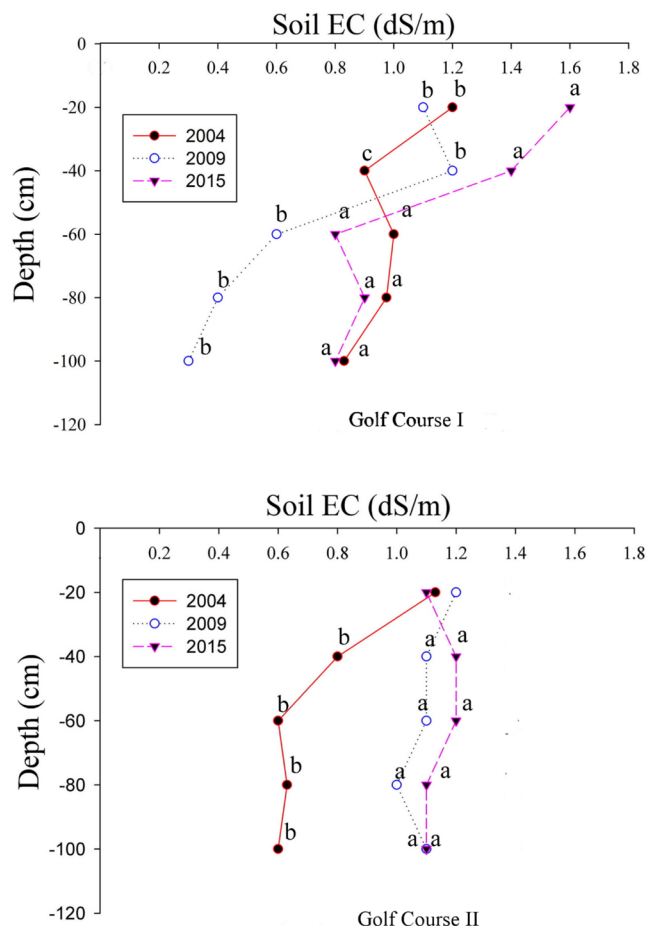 Soil EC (dS/m)
0.2 0.4 0.6 0.8 1.0 1.2 1.4 1.6 1.8
0
-20
-40
-60
-80
-100
-120
Depth (cm)
2004
2009
2015
b b a
c b a
b a a
b a a
b a a
Golf Course I
Soil EC (dS/m)
0.2 0.4 0.6 0.8 1.0 1.2 1.4 1.6 1.8
0
-20
-40
-60
-80
-100
-120
Depth (cm)
2004
2009
2015
b a a
b a a
b a a
b a a
Golf Course II